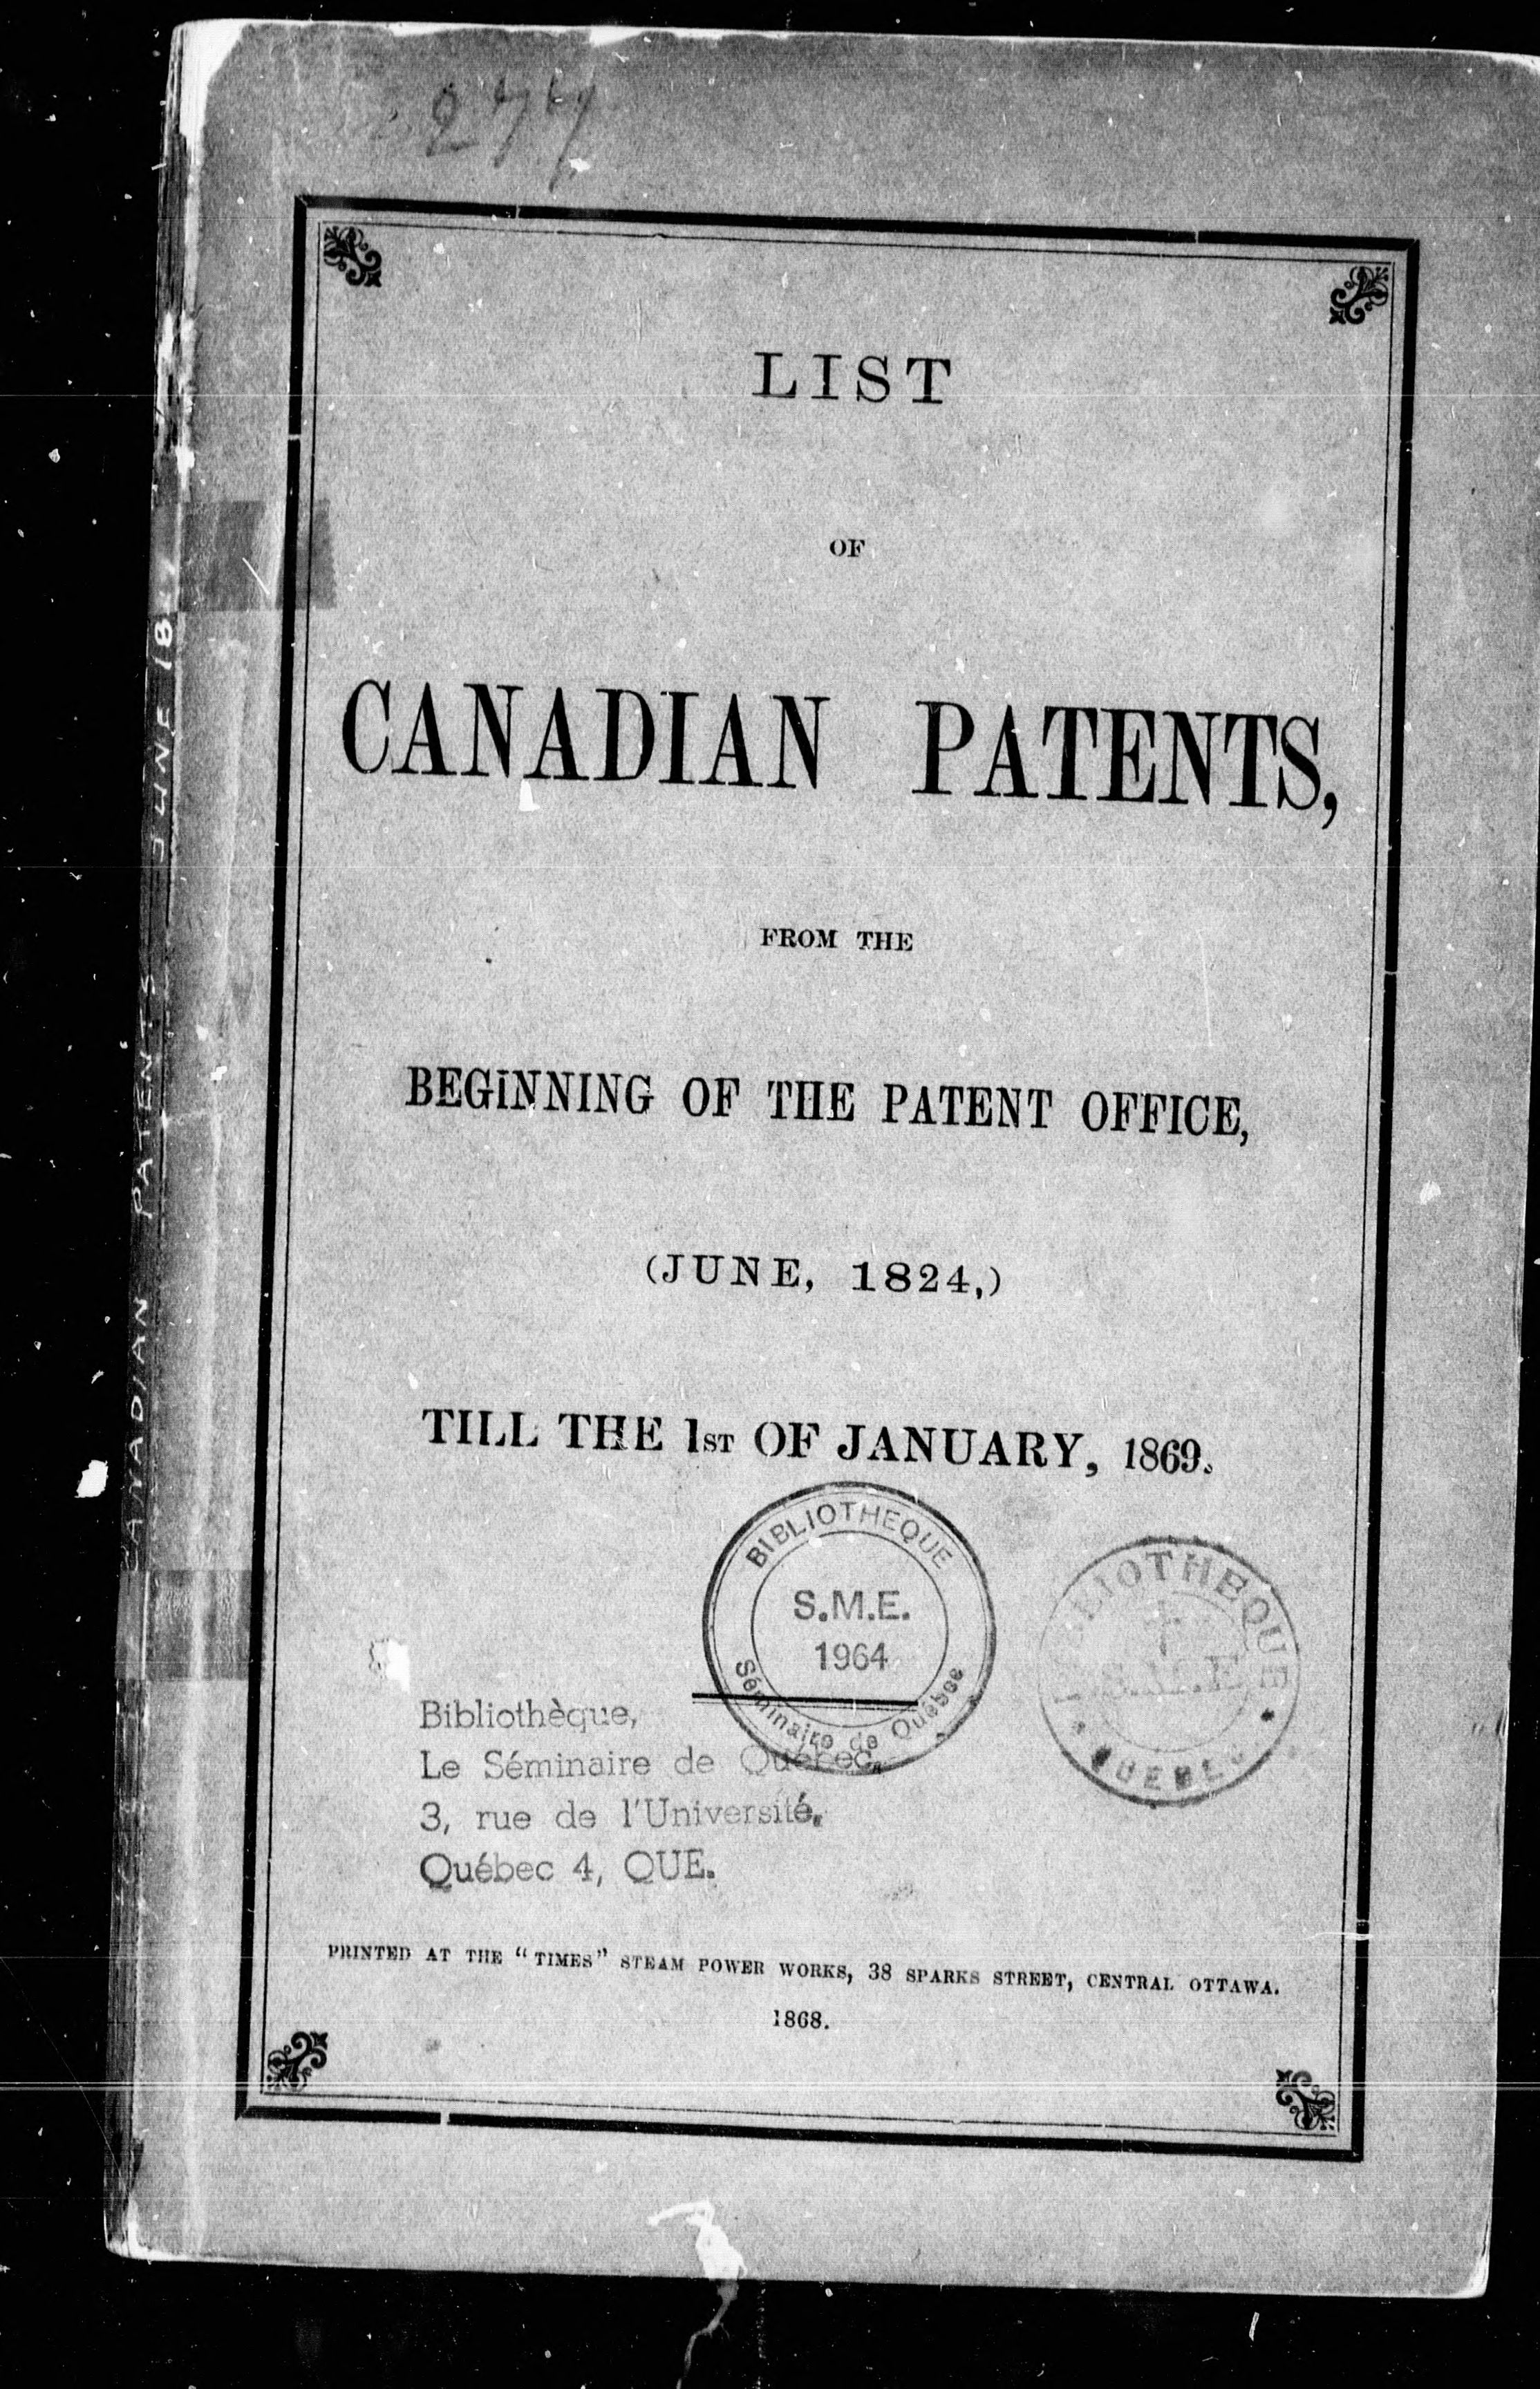 277
LIST
OF
CANADIAN PATENTS,
FROM THE
BEGINNING OF THE PATENT OFFICE,
(JUNE, 1824,)
TILL THE 1ST OF JANUARY, 1869.
BIBLIOTHEQUE
S.M.E.
1964
Séminaire de Québec
BIBLIOTHEQUE
S.M.E.
QUEBEC
Bibliothèque,
Le Séminaire de Québec,
3, rue de l'Université,
Québec 4, QUE.
PRINTED AT THE "TIMES" STEAM POWER WORKS, 38 SPARKS STREET, CENTRAL OTTAWA.
1868.
CANADIAN PATENTS JUNE 18